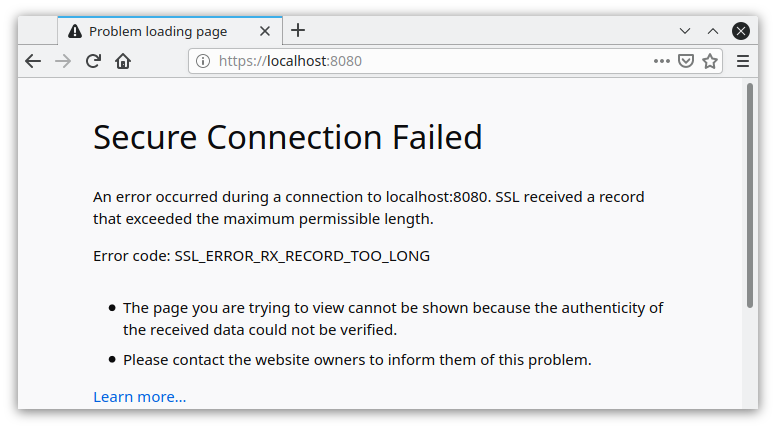 Problem loading page
https://localhost:8080
Secure Connection Failed
An error occurred during a connection to localhost:8080. SSL received a record
that exceeded the maximum permissible length.
Error code: SSL_ERROR_RX_RECORD_TOO_LONG
The page you are trying to view cannot be shown because the authenticity of
the received data could not be verified.
Please contact the website owners to inform them of this problem.
Learn more...